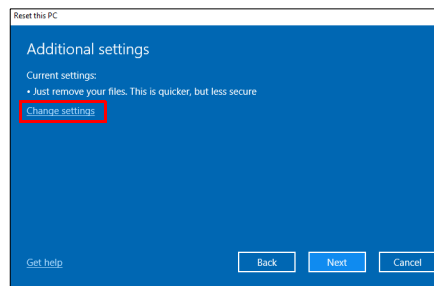 Reset this PC
Additional settings
Current settings:
• Just remove your files. This is quicker, but less secure
Change settings
Get help
Back
Next
Cancel